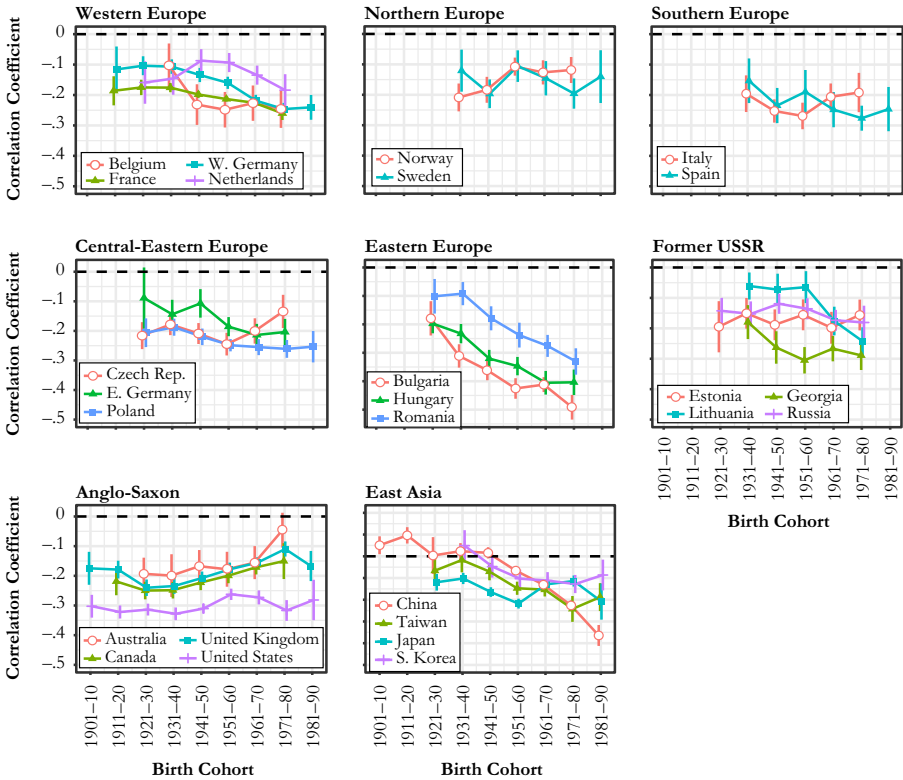 Western Europe
Northern Europe
Southern Europe
Correlation Coefficient
0
–.1
–.2
–.3
–.4
–.5
Belgium
W. Germany
France
Netherlands
Norway
Sweden
Italy
Spain
Central-Eastern Europe
Eastern Europe
Former USSR
Correlation Coefficient
0
–.1
–.2
–.3
–.4
–.5
Czech Rep.
E. Germany
Poland
Bulgaria
Hungary
Romania
Estonia
Georgia
Lithuania
Russia
1901–10
1911–20
1921–30
1931–40
1941–50
1951–60
1961–70
1971–80
1981–90
Birth Cohort
Anglo-Saxon
East Asia
Correlation Coefficient
0
–.1
–.2
–.3
–.4
–.5
Australia
United Kingdom
Canada
United States
China
Taiwan
Japan
S. Korea
1901–10
1911–20
1921–30
1931–40
1941–50
1951–60
1961–70
1971–80
1981–90
Birth Cohort
1901–10
1911–20
1921–30
1931–40
1941–50
1951–60
1961–70
1971–80
1981–90
Birth Cohort